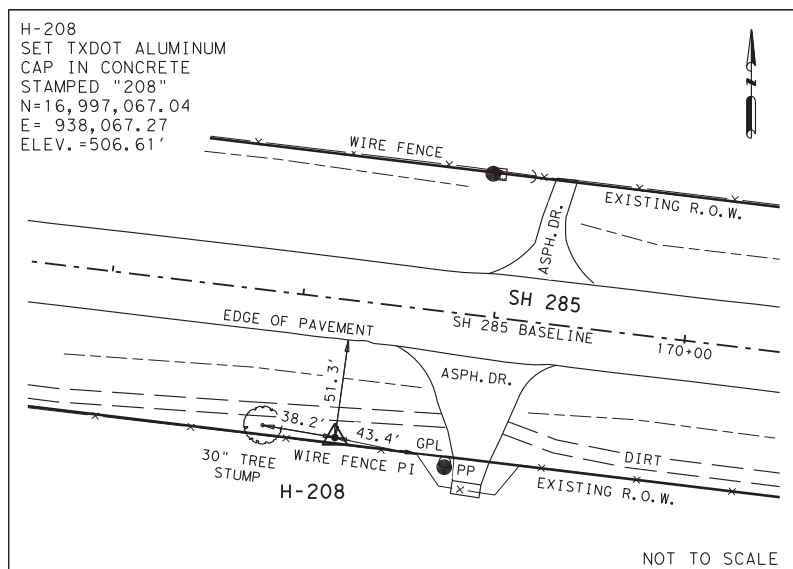 H-208
SET TXDOT ALUMINUM
CAP IN CONCRETE
STAMPED "208"
N=16,997,067.04
E= 938,067.27
ELEV.=506.61'
N
WIRE FENCE
EXISTING R.O.W.
ASPH.DR.
SH 285
SH 285 BASELINE
170+00
EDGE OF PAVEMENT
51.3'
ASPH.DR.
38.2'
43.4'
GPL
DIRT
30" TREE
STUMP
WIRE FENCE PI
PP
H-208
EXISTING R.O.W.
NOT TO SCALE